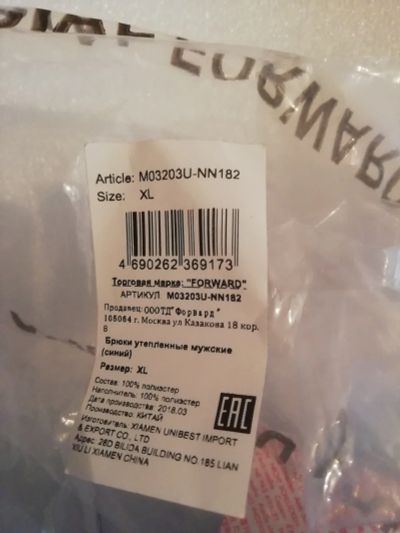 FORWARD
Article: M03203U-NN182
Size: XL
4 690262 369173
Торговая марка: "FORWARD"
АРТИКУЛ M03203U-NN182
Продавец: ООО ТД "Форвард"
105064 г. Москва ул Казакова 18 кор.
8
Брюки утепленные мужские
(синий)
Размер: XL
Состав: 100% полиэстер
Наполнитель: 100% полиэстер
Дата производства: 2018.03
Производство: КИТАЙ
Изготовитель: XIAMEN UNIBEST IMPORT
& EXPORT CO., LTD
Адрес: 28D BILIDA BUILDING NO.185 LIAN
XIU LI XIAMEN CHINA
EAC